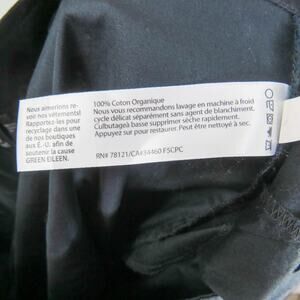 Nous aimerions re-
voir nos vêtements!
Rapportez-les pour
recyclage dans une
de nos boutiques
aux É.-U. afin de
soutenir la cause
GREEN EILEEN.
100% Coton Organique
Nous vous recommandons lavage en machine à froid
cycle délicat séparément sans agent de blanchiment.
Culbutageà basse supprimer sèche rapidement.
Appuyez sur pour restaurer. Peut être nettoyé à sec.
RN# 78121/CA#34460 F5CPC